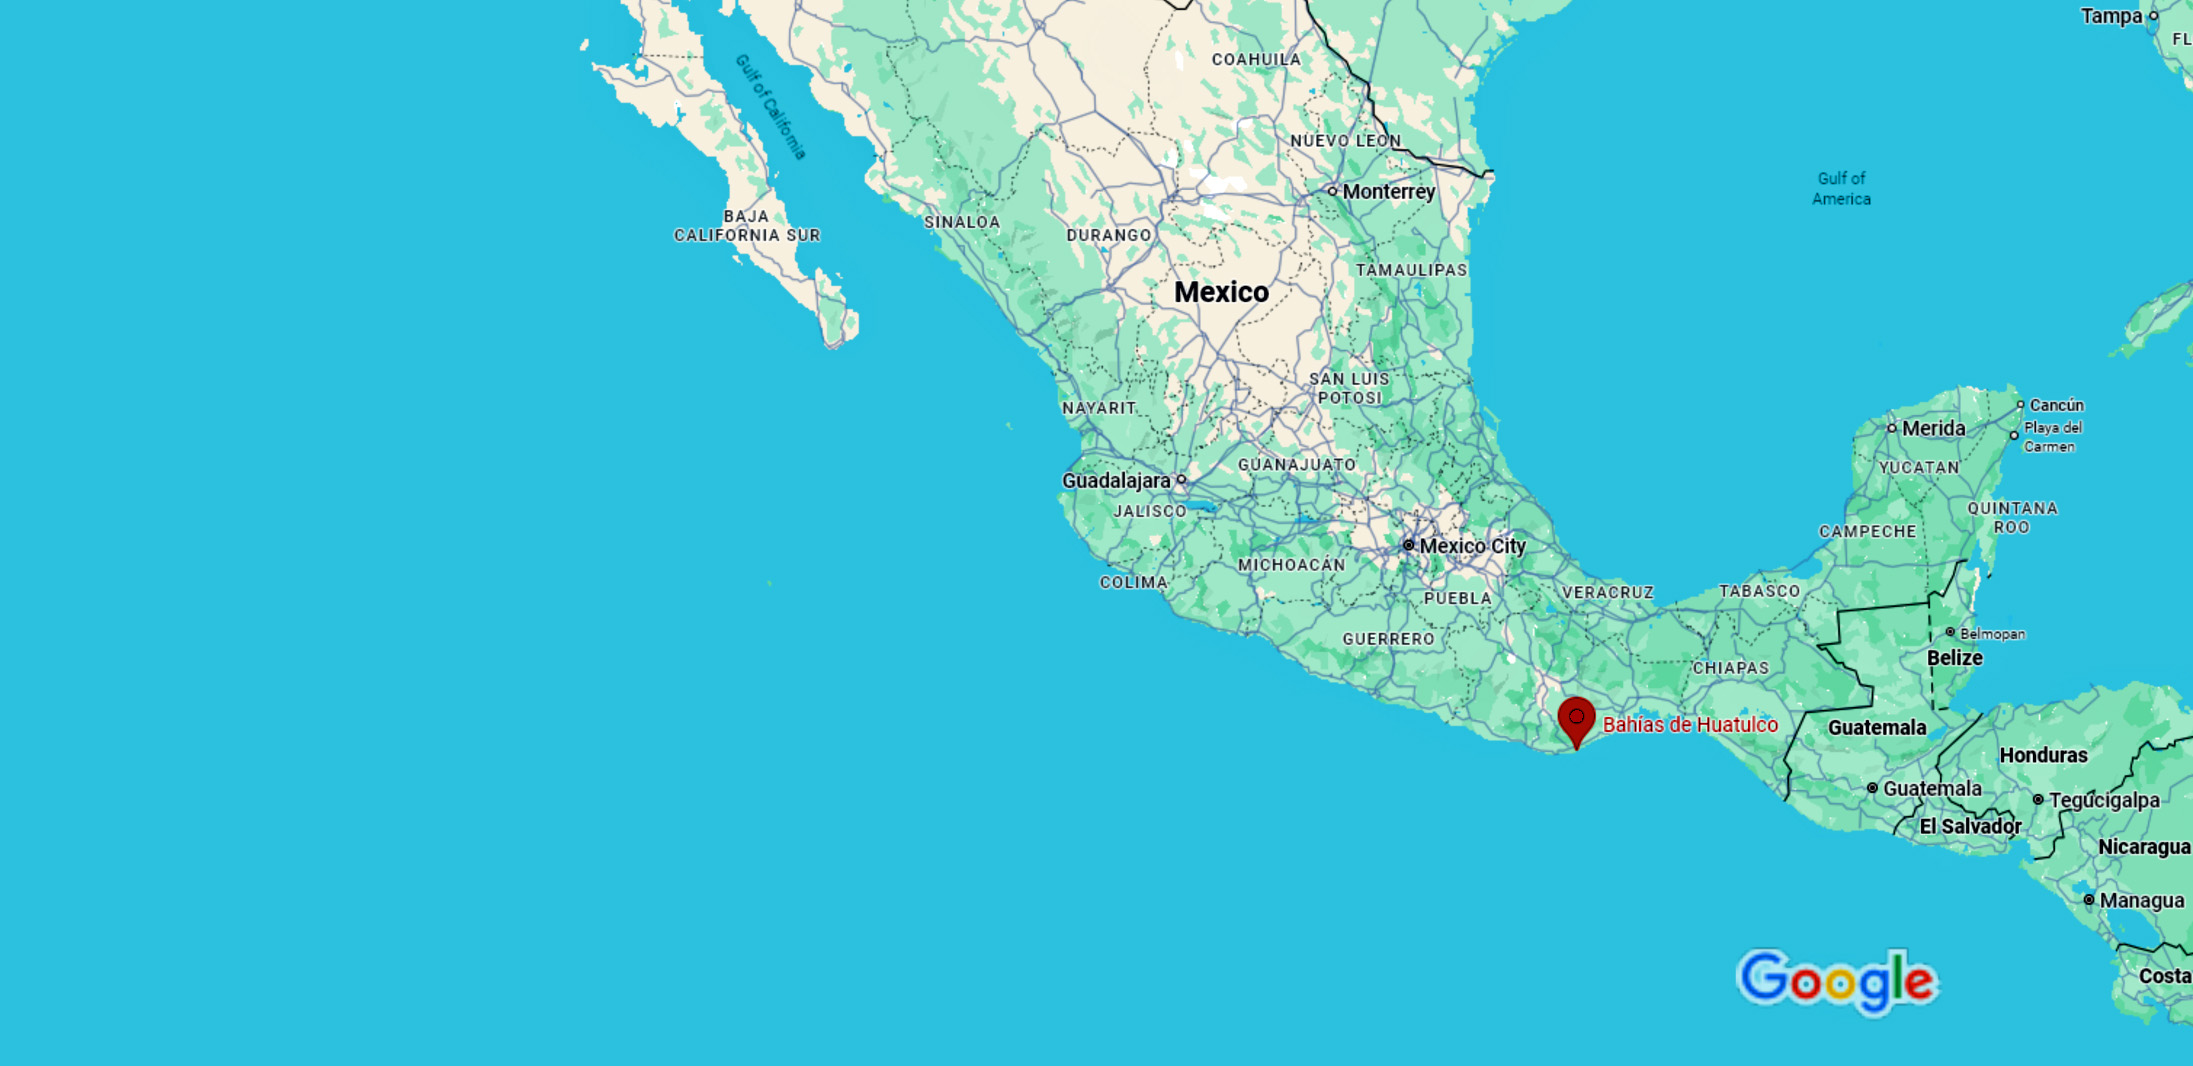 Tampa
FL
COAHUILA
Gulf of California
NUEVO LEON
Monterrey
Gulf of
America
BAJA
CALIFORNIA SUR
SINALOA
DURANGO
TAMAULIPAS
Mexico
SAN LUIS
POTOSI
NAYARIT
Cancún
Merida
Playa del
Carmen
GUANAJUATO
YUCATAN
Guadalajara
JALISCO
QUINTANA
ROO
CAMPECHE
Mexico City
MICHOACÁN
COLIMA
PUEBLA
VERACRUZ
TABASCO
GUERRERO
Belmopan
Belize
CHIAPAS
Bahías de Huatulco
Guatemala
Honduras
Guatemala
Tegucigalpa
El Salvador
Nicaragua
Managua
Costa
Google